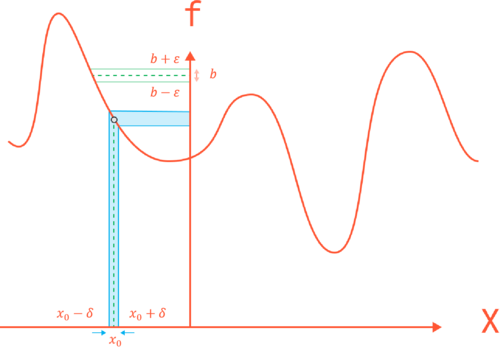 f
b + ε
b
b − ε
x₀ − δ
x₀ + δ
x₀
X